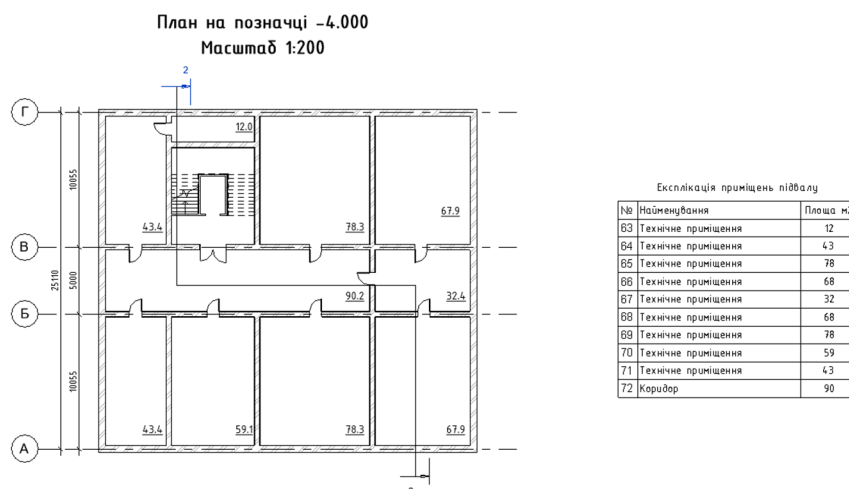 План на позначці -4.000
Масштаб 1:200
2
Г
12.0
10055
43.4
78.3
67.9
В
25110
5000
90.2
32.4
Б
10055
43.4
59.1
78.3
67.9
А
Експлікація приміщень підвалу
№ Найменування Площа м
63 Технічне приміщення 12
64 Технічне приміщення 43
65 Технічне приміщення 78
66 Технічне приміщення 68
67 Технічне приміщення 32
68 Технічне приміщення 68
69 Технічне приміщення 78
70 Технічне приміщення 59
71 Технічне приміщення 43
72 Коридор 90